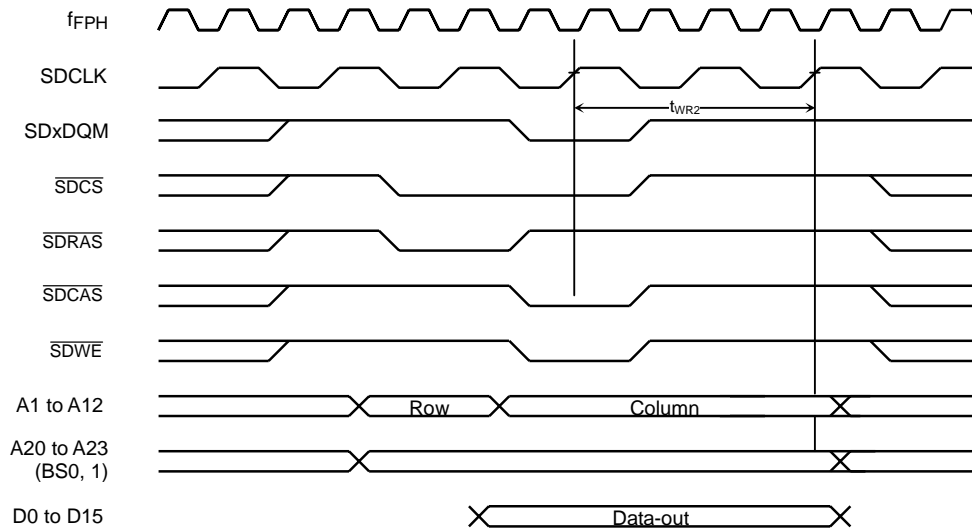 fFPH
SDCLK
tWR2
SDxDQM
SDCS
SDRAS
SDCAS
SDWE
A1 to A12
Row
Column
A20 to A23
(BS0, 1)
D0 to D15
Data-out